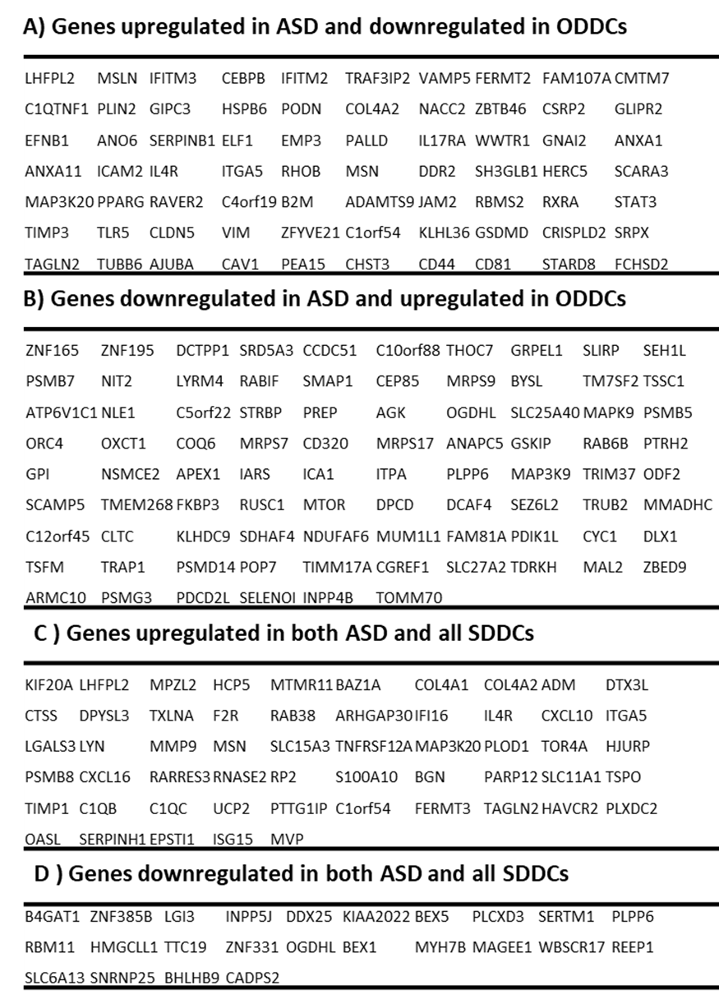 A) Genes upregulated in ASD and downregulated in ODDCs
LHFPL2 MSLN IFITM3 CEBPB IFITM2 TRAF3IP2 VAMP5 FERMT2 FAM107A CMTM7
C1QTNF1 PLIN2 GIPC3 HSPB6 PODN COL4A2 NACC2 ZBTB46 CSRP2 GLIPR2
EFNB1 ANO6 SERPINB1 ELF1 EMP3 PALLD IL17RA WWTR1 GNAI2 ANXA1
ANXA11 ICAM2 IL4R ITGA5 RHOB MSN DDR2 SH3GLB1 HERC5 SCARA3
MAP3K20 PPARG RAVER2 C4orf19 B2M ADAMTS9 JAM2 RBMS2 RXRA STAT3
TIMP3 TLR5 CLDN5 VIM ZFYVE21 C1orf54 KLHL36 GSDMD CRISPLD2 SRPX
TAGLN2 TUBB6 AJUBA CAV1 PEA15 CHST3 CD44 CD81 STARD8 FCHSD2
B) Genes downregulated in ASD and upregulated in ODDCs
ZNF165 ZNF195 DCTPP1 SRD5A3 CCDC51 C10orf88 THOC7 GRPEL1 SLIRP SEH1L
PSMB7 NIT2 LYRM4 RABIF SMAP1 CEP85 MRPS9 BYSL TM7SF2 TSSC1
ATP6V1C1 NLE1 C5orf22 STRBP PREP AGK OGDHL SLC25A40 MAPK9 PSMB5
ORC4 OXCT1 COQ6 MRPS7 CD320 MRPS17 ANAPC5 GSKIP RAB6B PTRH2
GPI NSMCE2 APEX1 IARS ICA1 ITPA PLPP6 MAP3K9 TRIM37 ODF2
SCAMP5 TMEM268 FKBP3 RUSC1 MTOR DPCD DCAF4 SEZ6L2 TRUB2 MMADHC
C12orf45 CLTC KLHDC9 SDHAF4 NDUFAF6 MUM1L1 FAM81A PDIK1L CYC1 DLX1
TSFM TRAP1 PSMD14 POP7 TIMM17A CGREF1 SLC27A2 TDRKH MAL2 ZBED9
ARMC10 PSMG3 PDCD2L SELENOI INPP4B TOMM70
C ) Genes upregulated in both ASD and all SDDCs
KIF20A LHFPL2 MPZL2 HCP5 MTMR11 BAZ1A COL4A1 COL4A2 ADM DTX3L
CTSS DPYSL3 TXLNA F2R RAB38 ARHGAP30 IFI16 IL4R CXCL10 ITGA5
LGALS3 LYN MMP9 MSN SLC15A3 TNFRSF12A MAP3K20 PLOD1 TOR4A HJURP
PSMB8 CXCL16 RARRES3 RNASE2 RP2 S100A10 BGN PARP12 SLC11A1 TSPO
TIMP1 C1QB C1QC UCP2 PTTG1IP C1orf54 FERMT3 TAGLN2 HAVCR2 PLXDC2
OASL SERPINH1 EPSTI1 ISG15 MVP
D ) Genes downregulated in both ASD and all SDDCs
B4GAT1 ZNF385B LGI3 INPP5J DDX25 KIAA2022 BEX5 PLCXD3 SERTM1 PLPP6
RBM11 HMGCLL1 TTC19 ZNF331 OGDHL BEX1 MYH7B MAGEE1 WBSCR17 REEP1
SLC6A13 SNRNP25 BHLHB9 CADPS2